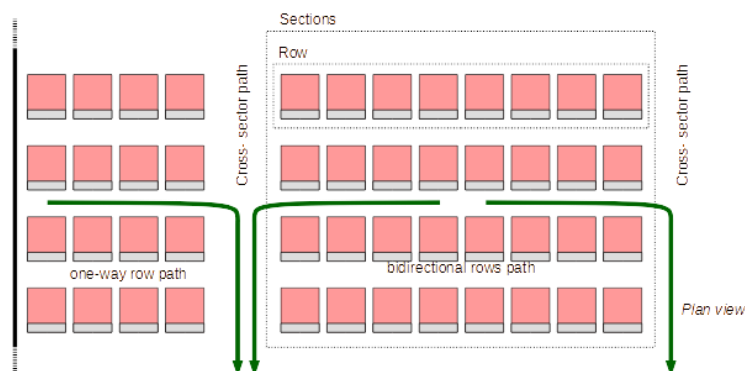 Sections
Row
Cross- sector path
Cross- sector path
one-way row path
bidirectional rows path
Plan view